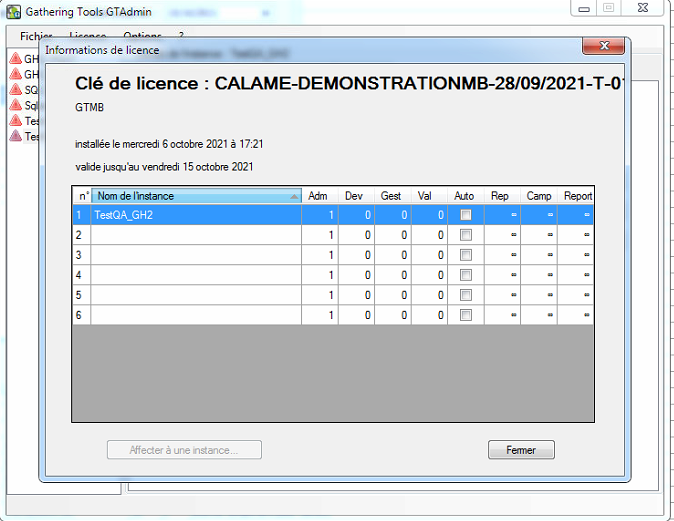 Gathering Tools GTAdmin
Fichier Licence Options ?
Informations de licence
GH
GH
SQ
Sql
Tes
Tes
Clé de licence : CALAME-DEMONSTRATIONMB-28/09/2021-T-0
GTMB
installée le mercredi 6 octobre 2021 à 17:21
valide jusqu'au vendredi 15 octobre 2021
n° Nom de l'instance Adm Dev Gest Val Auto Rep Camp Report
1 TestQA_GH2 1 0 0 0 ∞ ∞ ∞
2 1 0 0 0 ∞ ∞ ∞
3 1 0 0 0 ∞ ∞ ∞
4 1 0 0 0 ∞ ∞ ∞
5 1 0 0 0 ∞ ∞ ∞
6 1 0 0 0 ∞ ∞ ∞
Affecter à une instance...
Fermer